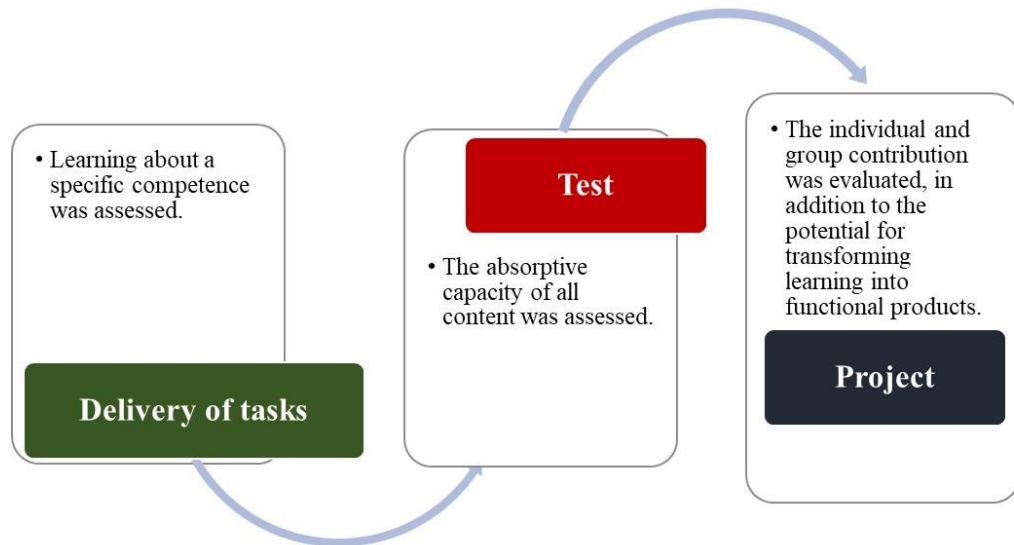 • Learning about a
specific competence
was assessed.
Delivery of tasks
Test
• The absorptive
capacity of all
content was assessed.
• The individual and
group contribution
was evaluated, in
addition to the
potential for
transforming
learning into
functional products.
Project